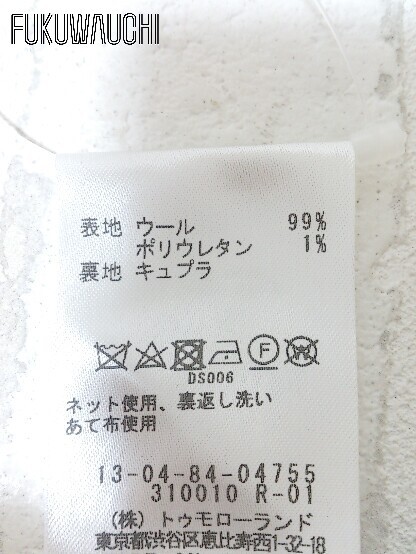 FUKUWAUCHI
表地 ウール 99%
ポリウレタン 1%
裏地 キュプラ
F W
DS006
ネット使用、裏返し洗い
あて布使用
13-04-84-04755
310010 R-01
(株) トゥモローランド
東京都渋谷区恵比寿西1-32-18